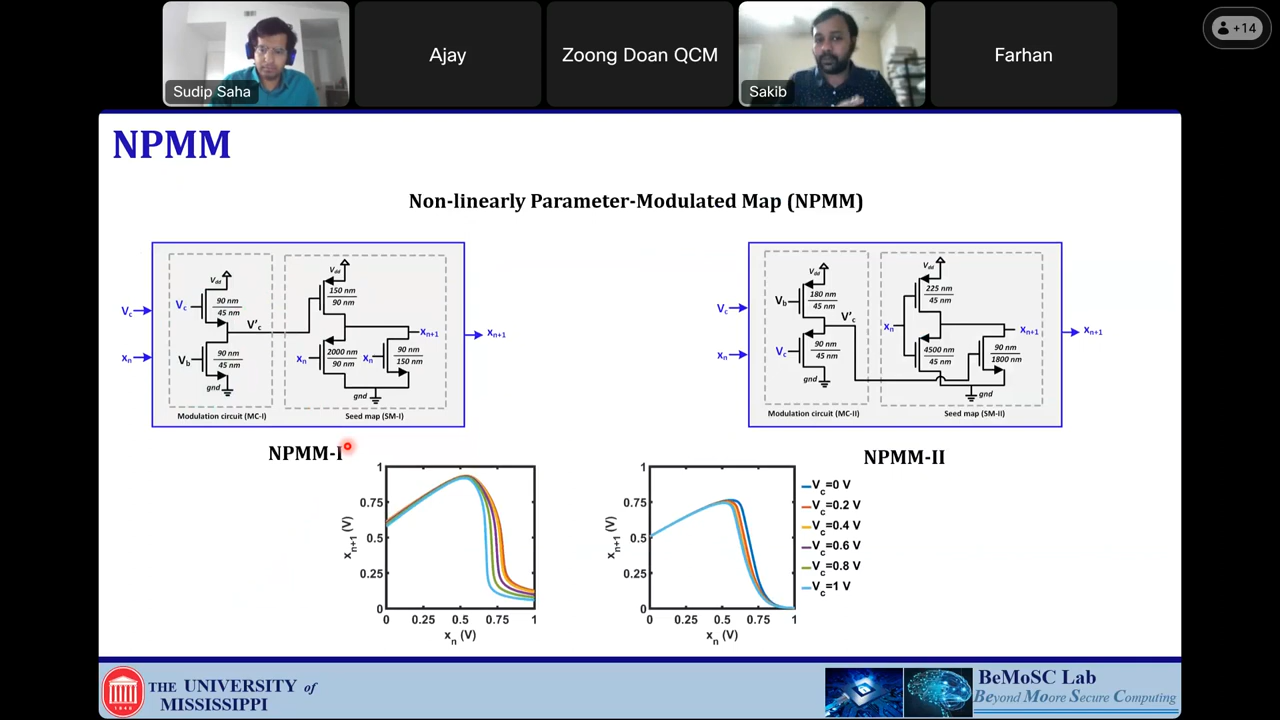 Sudip Saha
Ajay
Zoong Doan QCM
Sakib
Farhan
+14
NPMM
Non-linearly Parameter-Modulated Map (NPMM)
Vc
xn
Vdd
Vc
90 nm
45 nm
V'c
Vb
90 nm
45 nm
gnd
Modulation circuit (MC-I)
Vdd
150 nm
90 nm
xn
2000 nm
90 nm
xn
90 nm
150 nm
xn+1
gnd
Seed map (SM-I)
xn+1
NPMM-I
Vc
xn
Vdd
Vb
180 nm
45 nm
V'c
Vc
90 nm
45 nm
gnd
Modulation circuit (MC-II)
Vdd
225 nm
45 nm
xn
4500 nm
45 nm
90 nm
1800 nm
xn+1
gnd
Seed map (SM-II)
xn+1
NPMM-II
xn+1 (V)
1
0.75
0.5
0.25
0
0 0.25 0.5 0.75 1
xn (V)
xn+1 (V)
1
0.75
0.5
0.25
0
0 0.25 0.5 0.75 1
xn (V)
Vc=0 V
Vc=0.2 V
Vc=0.4 V
Vc=0.6 V
Vc=0.8 V
Vc=1 V
THE UNIVERSITY of
MISSISSIPPI
1848
BeMoSC Lab
Beyond Moore Secure Computing